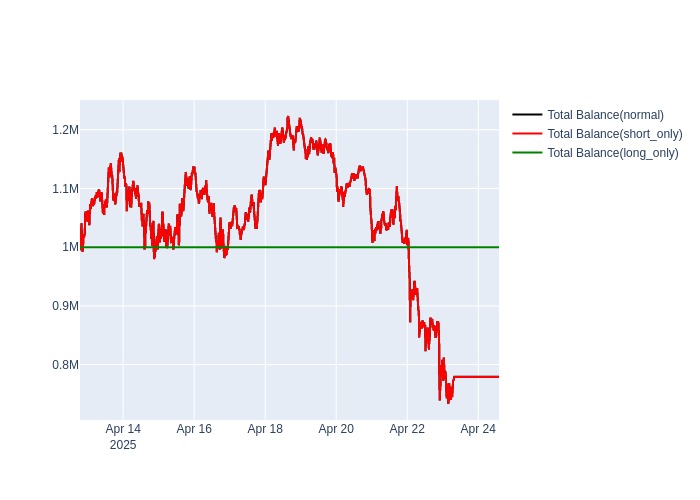 Total Balance(normal)
Total Balance(short_only)
Total Balance(long_only)
1.2M
1.1M
1M
0.9M
0.8M
Apr 14
2025
Apr 16
Apr 18
Apr 20
Apr 22
Apr 24